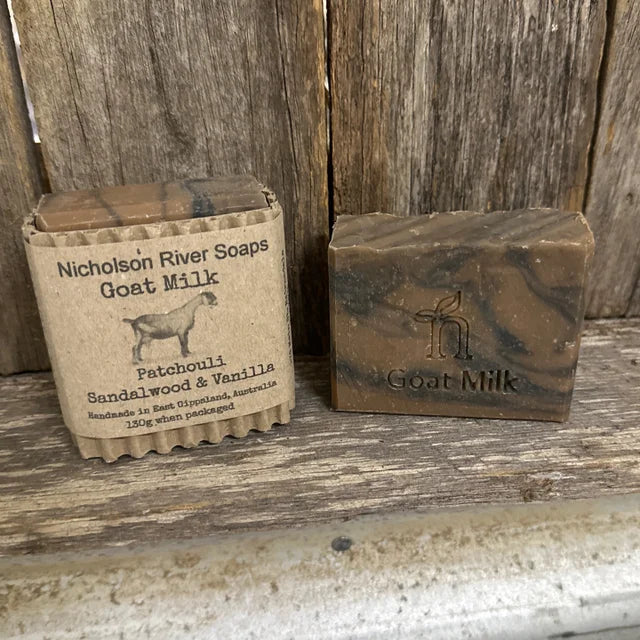 Nicholson River Soaps
Goat Milk
Patchouli
Sandalwood & Vanilla
Handmade in East Gippsland, Australia
130g when packaged
n
Goat Milk